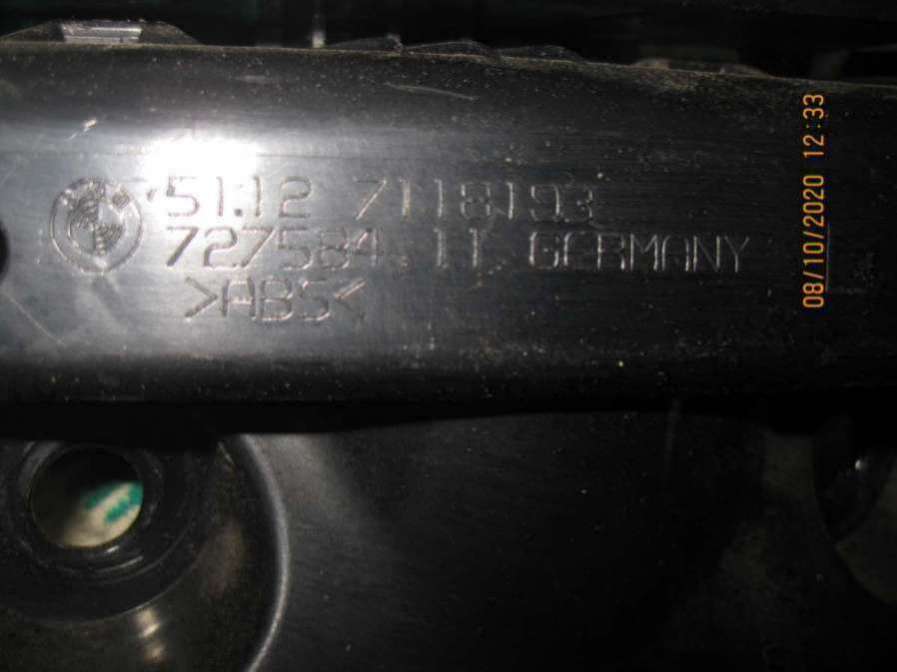 51.12 7118193
727584.11 GERMANY
>ABS<
08/10/2020 12:33